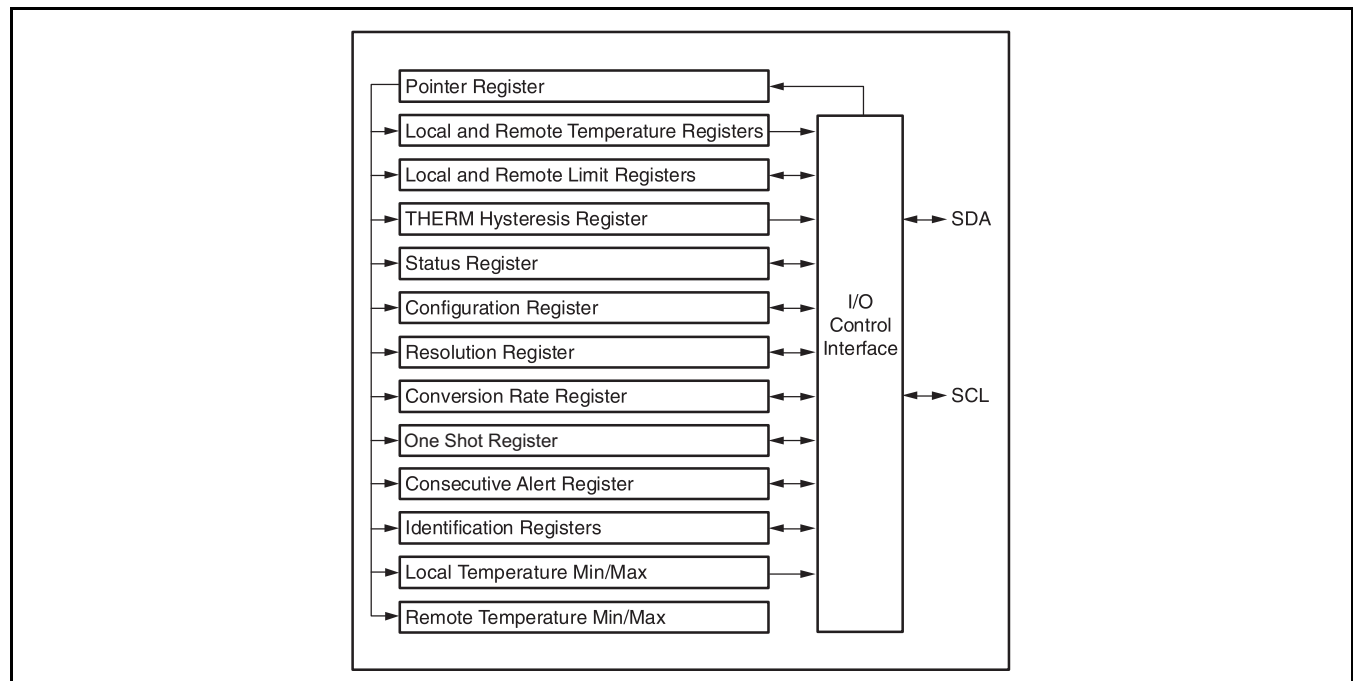 Pointer Register
Local and Remote Temperature Registers
Local and Remote Limit Registers
THERM Hysteresis Register
SDA
Status Register
Configuration Register
I/O
Control
Interface
Resolution Register
Conversion Rate Register
SCL
One Shot Register
Consecutive Alert Register
Identification Registers
Local Temperature Min/Max
Remote Temperature Min/Max